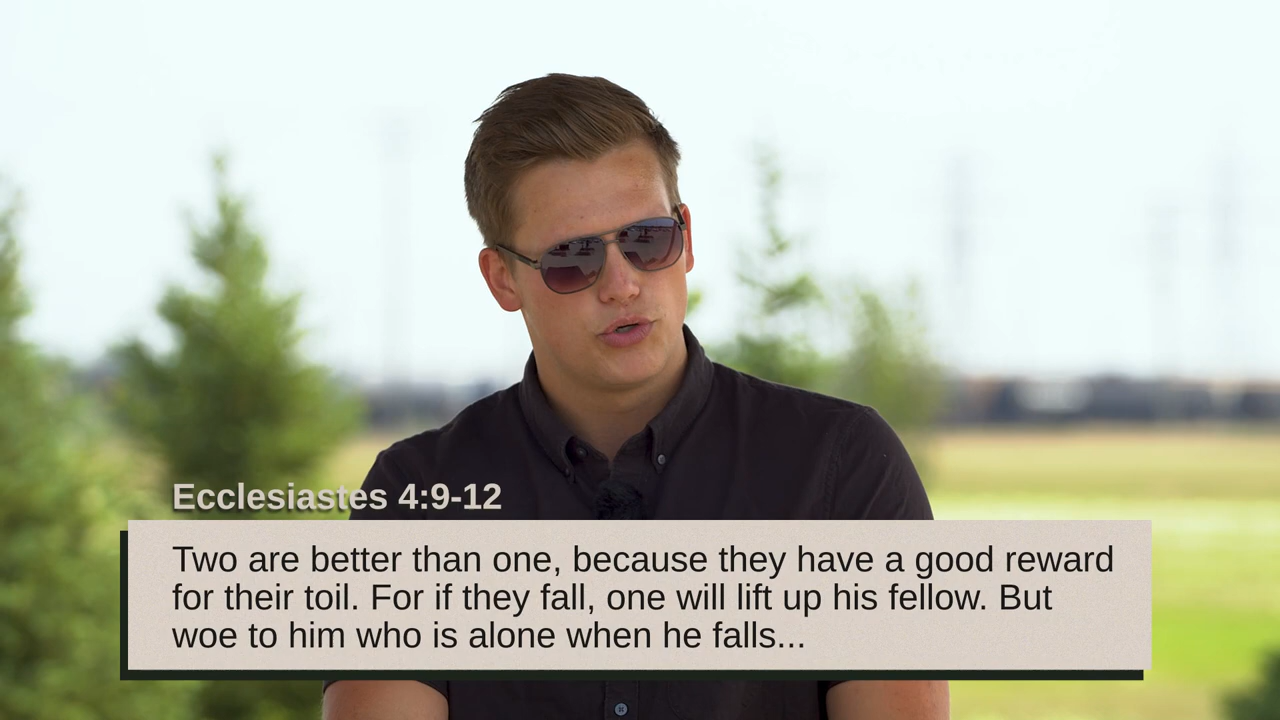 Ecclesiastes 4:9-12
Two are better than one, because they have a good reward
for their toil. For if they fall, one will lift up his fellow. But
woe to him who is alone when he falls...